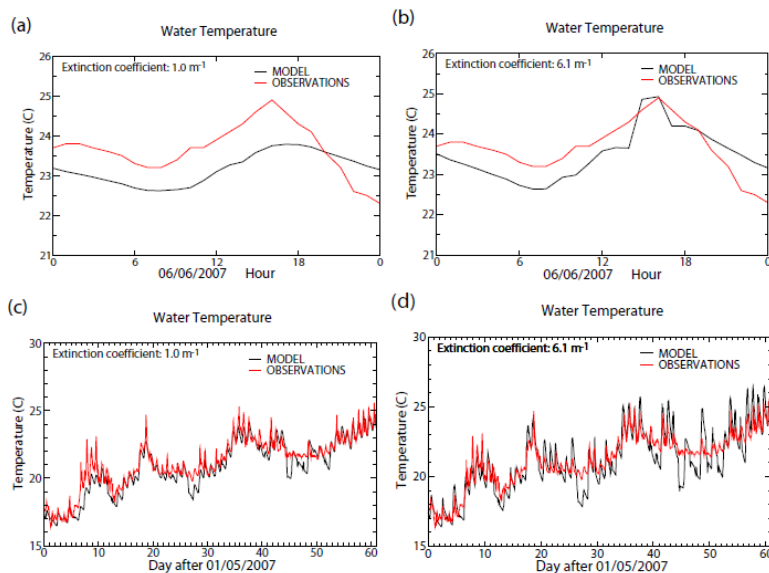 (a)
Water Temperature
Extinction coefficient: 1.0 m-1
MODEL
OBSERVATIONS
Temperature (C)
26
25
24
23
22
21
0 6 12 18 0
06/06/2007 Hour
(b)
Water Temperature
Extinction coefficient: 6.1 m-1
MODEL
OBSERVATIONS
Temperature (C)
26
25
24
23
22
21
0 6 12 18 0
06/06/2007 Hour
(c)
Water Temperature
Extinction coefficient: 1.0 m-1
MODEL
OBSERVATIONS
Temperature (C)
30
25
20
15
0 10 20 30 40 50 60
Day after 01/05/2007
(d)
Water Temperature
Extinction coefficient: 6.1 m-1
MODEL
OBSERVATIONS
Temperature (C)
30
25
20
15
0 10 20 30 40 50 60
Day after 01/05/2007